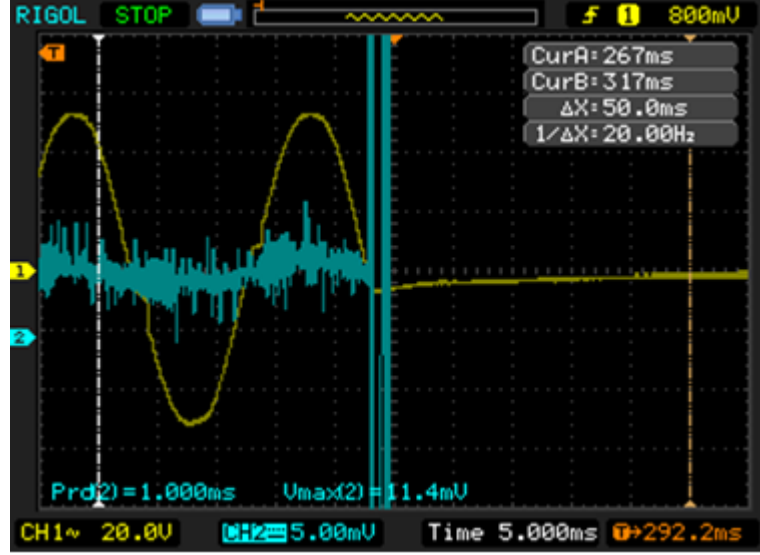 RIGOL STOP 1 800mV
T
CurA:267ms
CurB:317ms
ΔX:50.0ms
1/ΔX:20.00Hz
1
2
Prd(2)=1.000ms Vmax(2)=11.4mV
CH1~ 20.0V CH2 5.00mV Time 5.000ms T→292.2ms